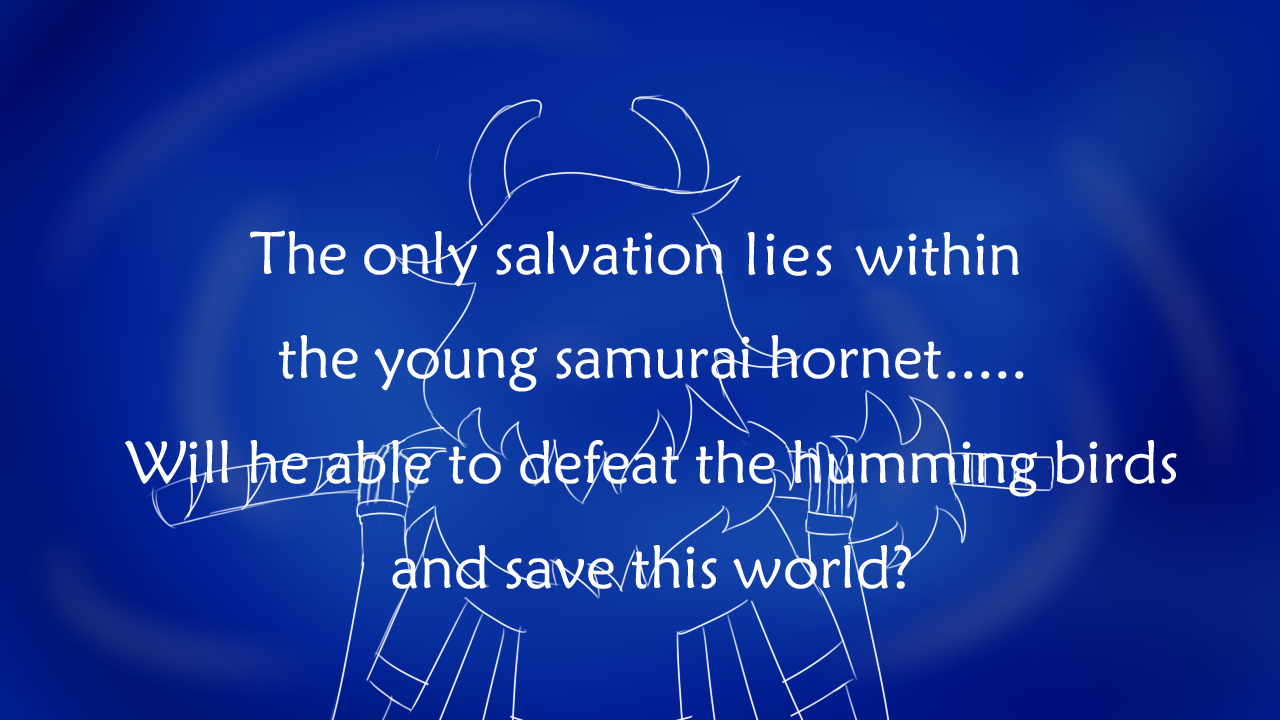 The only salvation lies within
the young samurai hornet.....
Will he able to defeat the humming birds
and save this world?